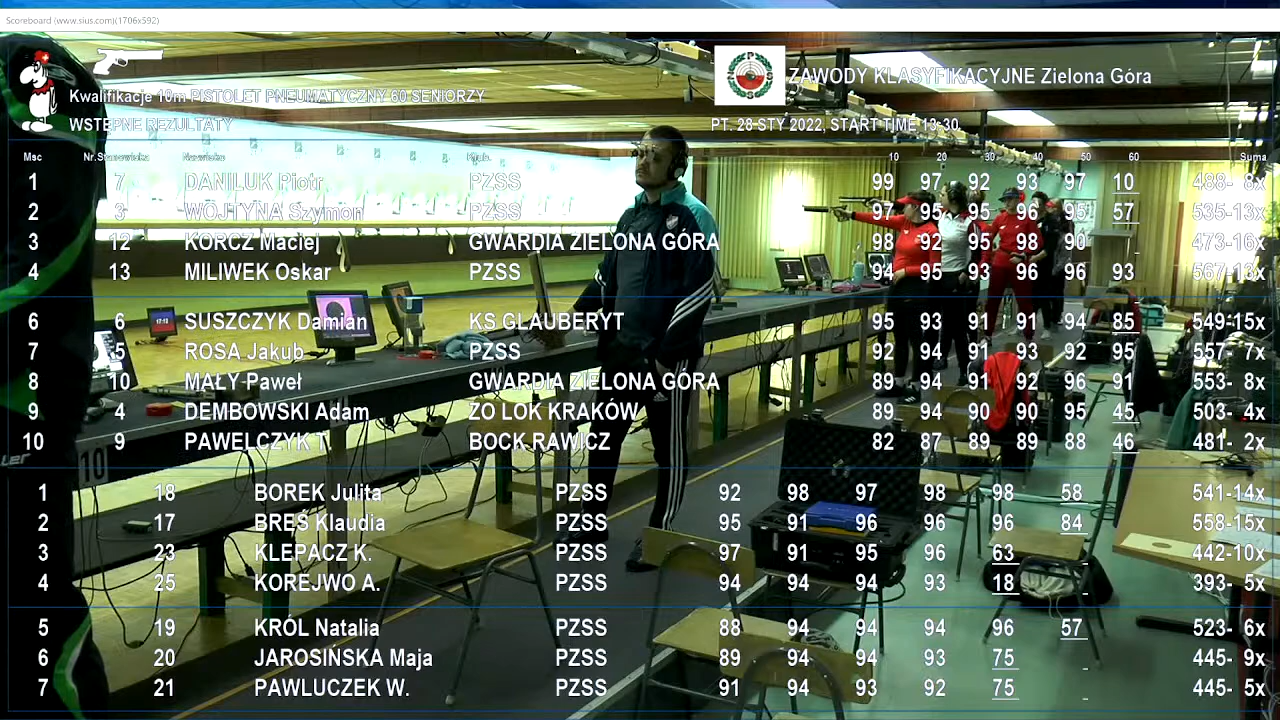 Scoreboard (www.sius.com)(1706x592)
ZAWODY KLASYFIKACYJNE Zielona Góra
Kwalifikacje 10m PISTOLET PNEUMATYCZNY 60 SENIORZY
WSTEPNE REZULTATY PT. 28 STY 2022, START TIME 13:30
Msc Nr.Stanowiska Nazwisko Klub 10 20 30 40 50 60 Suma
1 7 DANILUK Piotr PZSS 99 97 92 93 97 10 488- 8x
2 3 WOJTYNA Szymon PZSS 97 95 95 96 95 57 535-13x
3 12 KORCZ Maciej GWARDIA ZIELONA GÓRA 98 92 95 98 90 _ 473-16x
4 13 MILIWEK Oskar PZSS 94 95 93 96 96 93 567-18x
6 6 SUSZCZYK Damian KS GLAUBERYT 95 93 91 91 94 85 549-15x
7 5 ROSA Jakub PZSS 92 94 91 93 92 95 557- 7x
8 10 MAŁY Paweł GWARDIA ZIELONA GÓRA 89 94 91 92 96 91 553- 8x
9 4 DEMBOWSKI Adam ZO LOK KRAKÓW 89 94 90 90 95 45 503- 4x
10 9 PAWELCZYK T BOCK RAWICZ 82 87 89 89 88 46 481- 2x
10
1 18 BOREK Julita PZSS 92 98 97 98 98 58 541-14x
2 17 BRĘŚ Klaudia PZSS 95 91 96 96 96 84 558-15x
3 23 KLEPACZ K. PZSS 97 91 95 96 63 _ 442-10x
4 25 KOREJWO A. PZSS 94 94 94 93 18 _ 393- 5x
5 19 KRÓL Natalia PZSS 88 94 94 94 96 57 523- 6x
6 20 JAROSIŃSKA Maja PZSS 89 94 94 93 75 _ 445- 9x
7 21 PAWLUCZEK W. PZSS 91 94 93 92 75 _ 445- 5x